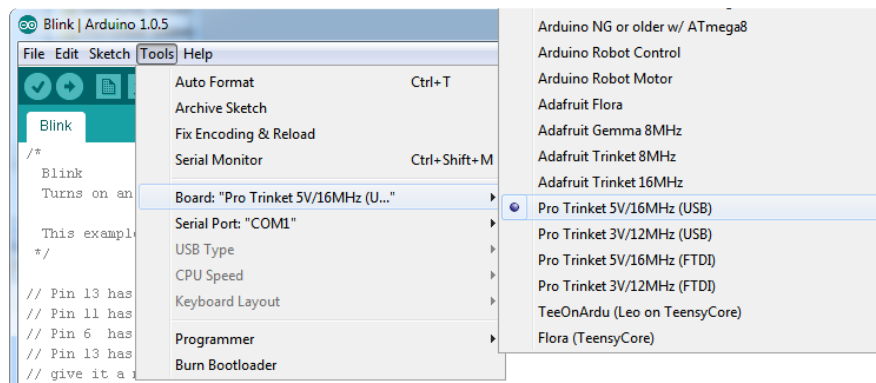 Blink | Arduino 1.0.5
File Edit Sketch Tools Help
Blink
/*
Blink
Turns on an
This example
*/
// Pin 13 has
// Pin 11 has
// Pin 6 has
// Pin 13 has
// give it a
Auto Format Ctrl+T
Archive Sketch
Fix Encoding & Reload
Serial Monitor Ctrl+Shift+M
Board: "Pro Trinket 5V/16MHz (U..."
Serial Port: "COM1"
USB Type
CPU Speed
Keyboard Layout
Programmer
Burn Bootloader
Arduino NG or older w/ ATmega8
Arduino Robot Control
Arduino Robot Motor
Adafruit Flora
Adafruit Gemma 8MHz
Adafruit Trinket 8MHz
Adafruit Trinket 16MHz
Pro Trinket 5V/16MHz (USB)
Pro Trinket 3V/12MHz (USB)
Pro Trinket 5V/16MHz (FTDI)
Pro Trinket 3V/12MHz (FTDI)
TeeOnArdu (Leo on TeensyCore)
Flora (TeensyCore)